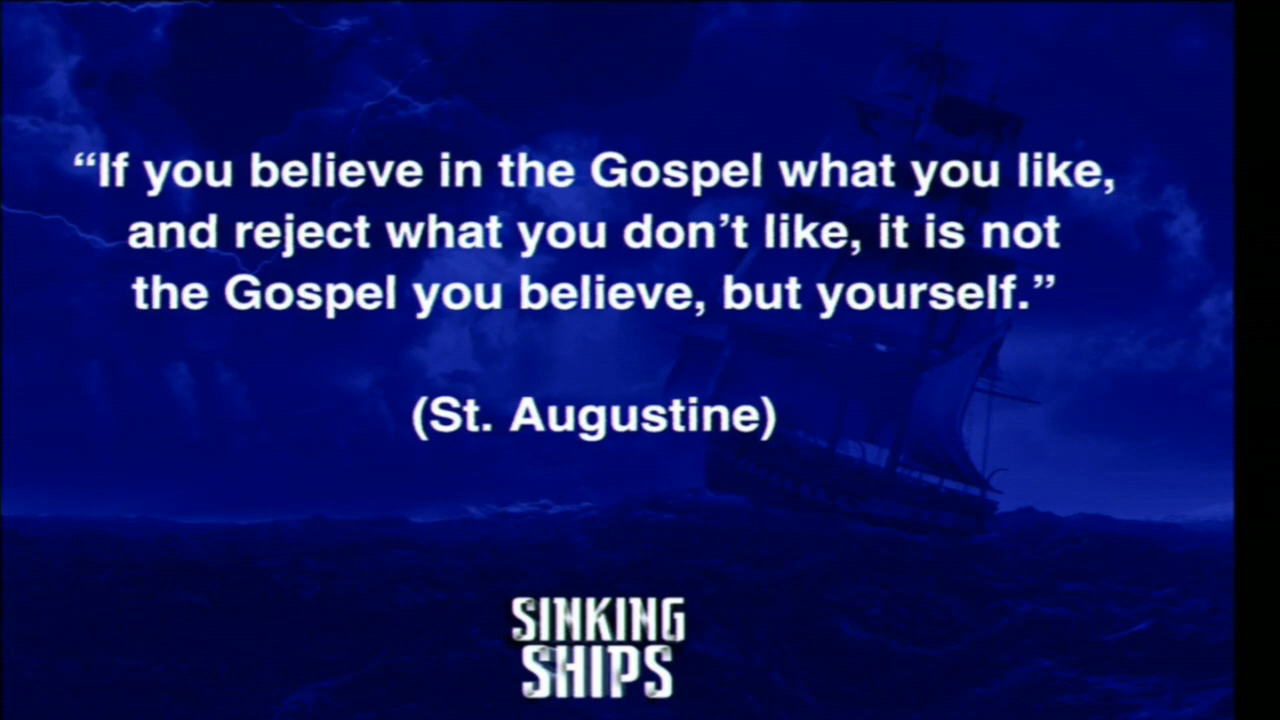 “If you believe in the Gospel what you like,
and reject what you don’t like, it is not
the Gospel you believe, but yourself.”
(St. Augustine)
SINKING
SHIPS